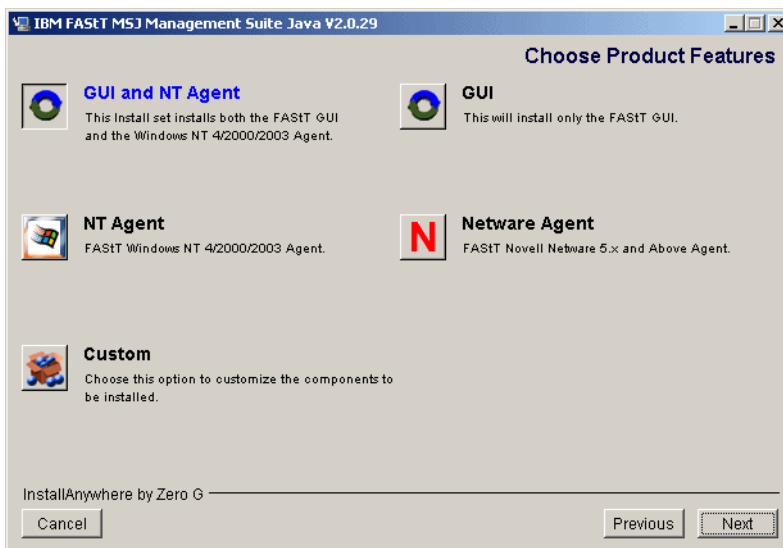 IBM FAStT MSJ Management Suite Java V2.0.29
Choose Product Features
GUI and NT Agent
This Install set installs both the FAStT GUI
and the Windows NT 4/2000/2003 Agent.
GUI
This will install only the FAStT GUI.
NT Agent
FAStT Windows NT 4/2000/2003 Agent.
N
Netware Agent
FAStT Novell Netware 5.x and Above Agent.
Custom
Choose this option to customize the components to
be installed.
InstallAnywhere by Zero G
Cancel
Previous
Next